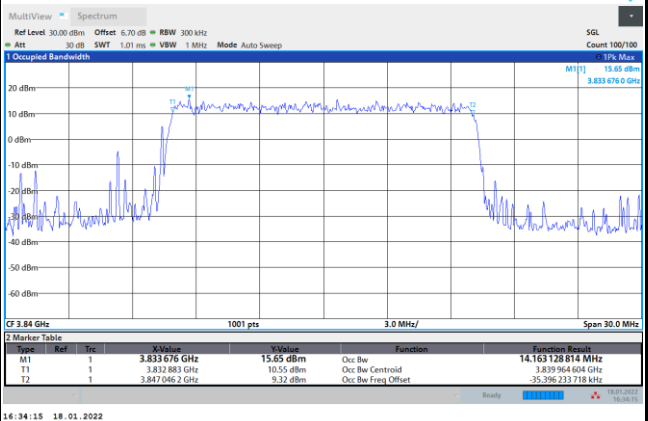 MultiView Spectrum
Ref Level 30.00 dBm Offset 6.70 dB RBW 300 kHz SGL
Att 30 dB SWT 1.01 ms VBW 1 MHz Mode Auto Sweep Count 100/100
1 Occupied Bandwidth 1Pk Max
M1[1] 15.65 dBm
3.833 676 0 GHz
20 dBm
M1
T1 T2
10 dBm
0 dBm
-10 dBm
-20 dBm
-30 dBm
-40 dBm
-50 dBm
-60 dBm
CF 3.84 GHz 1001 pts 3.0 MHz/ Span 30.0 MHz
2 Marker Table
Type Ref Trc X-Value Y-Value Function Function Result
M1 1 3.833 676 GHz 15.65 dBm Occ Bw 14.163 128 814 MHz
T1 1 3.832 883 GHz 10.55 dBm Occ Bw Centroid 3.839 964 604 GHz
T2 1 3.847 046 2 GHz 9.32 dBm Occ Bw Freq Offset -35.396 233 718 kHz
Ready 18.01.2022
16:34:15
16:34:15 18.01.2022